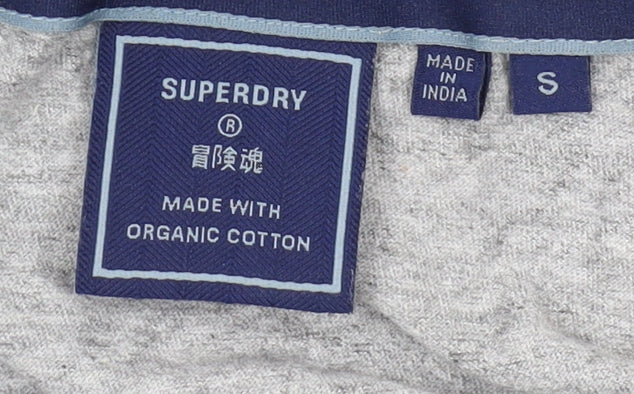 SUPERDRY
®
冒険魂
MADE WITH
ORGANIC COTTON
MADE
IN
INDIA
S